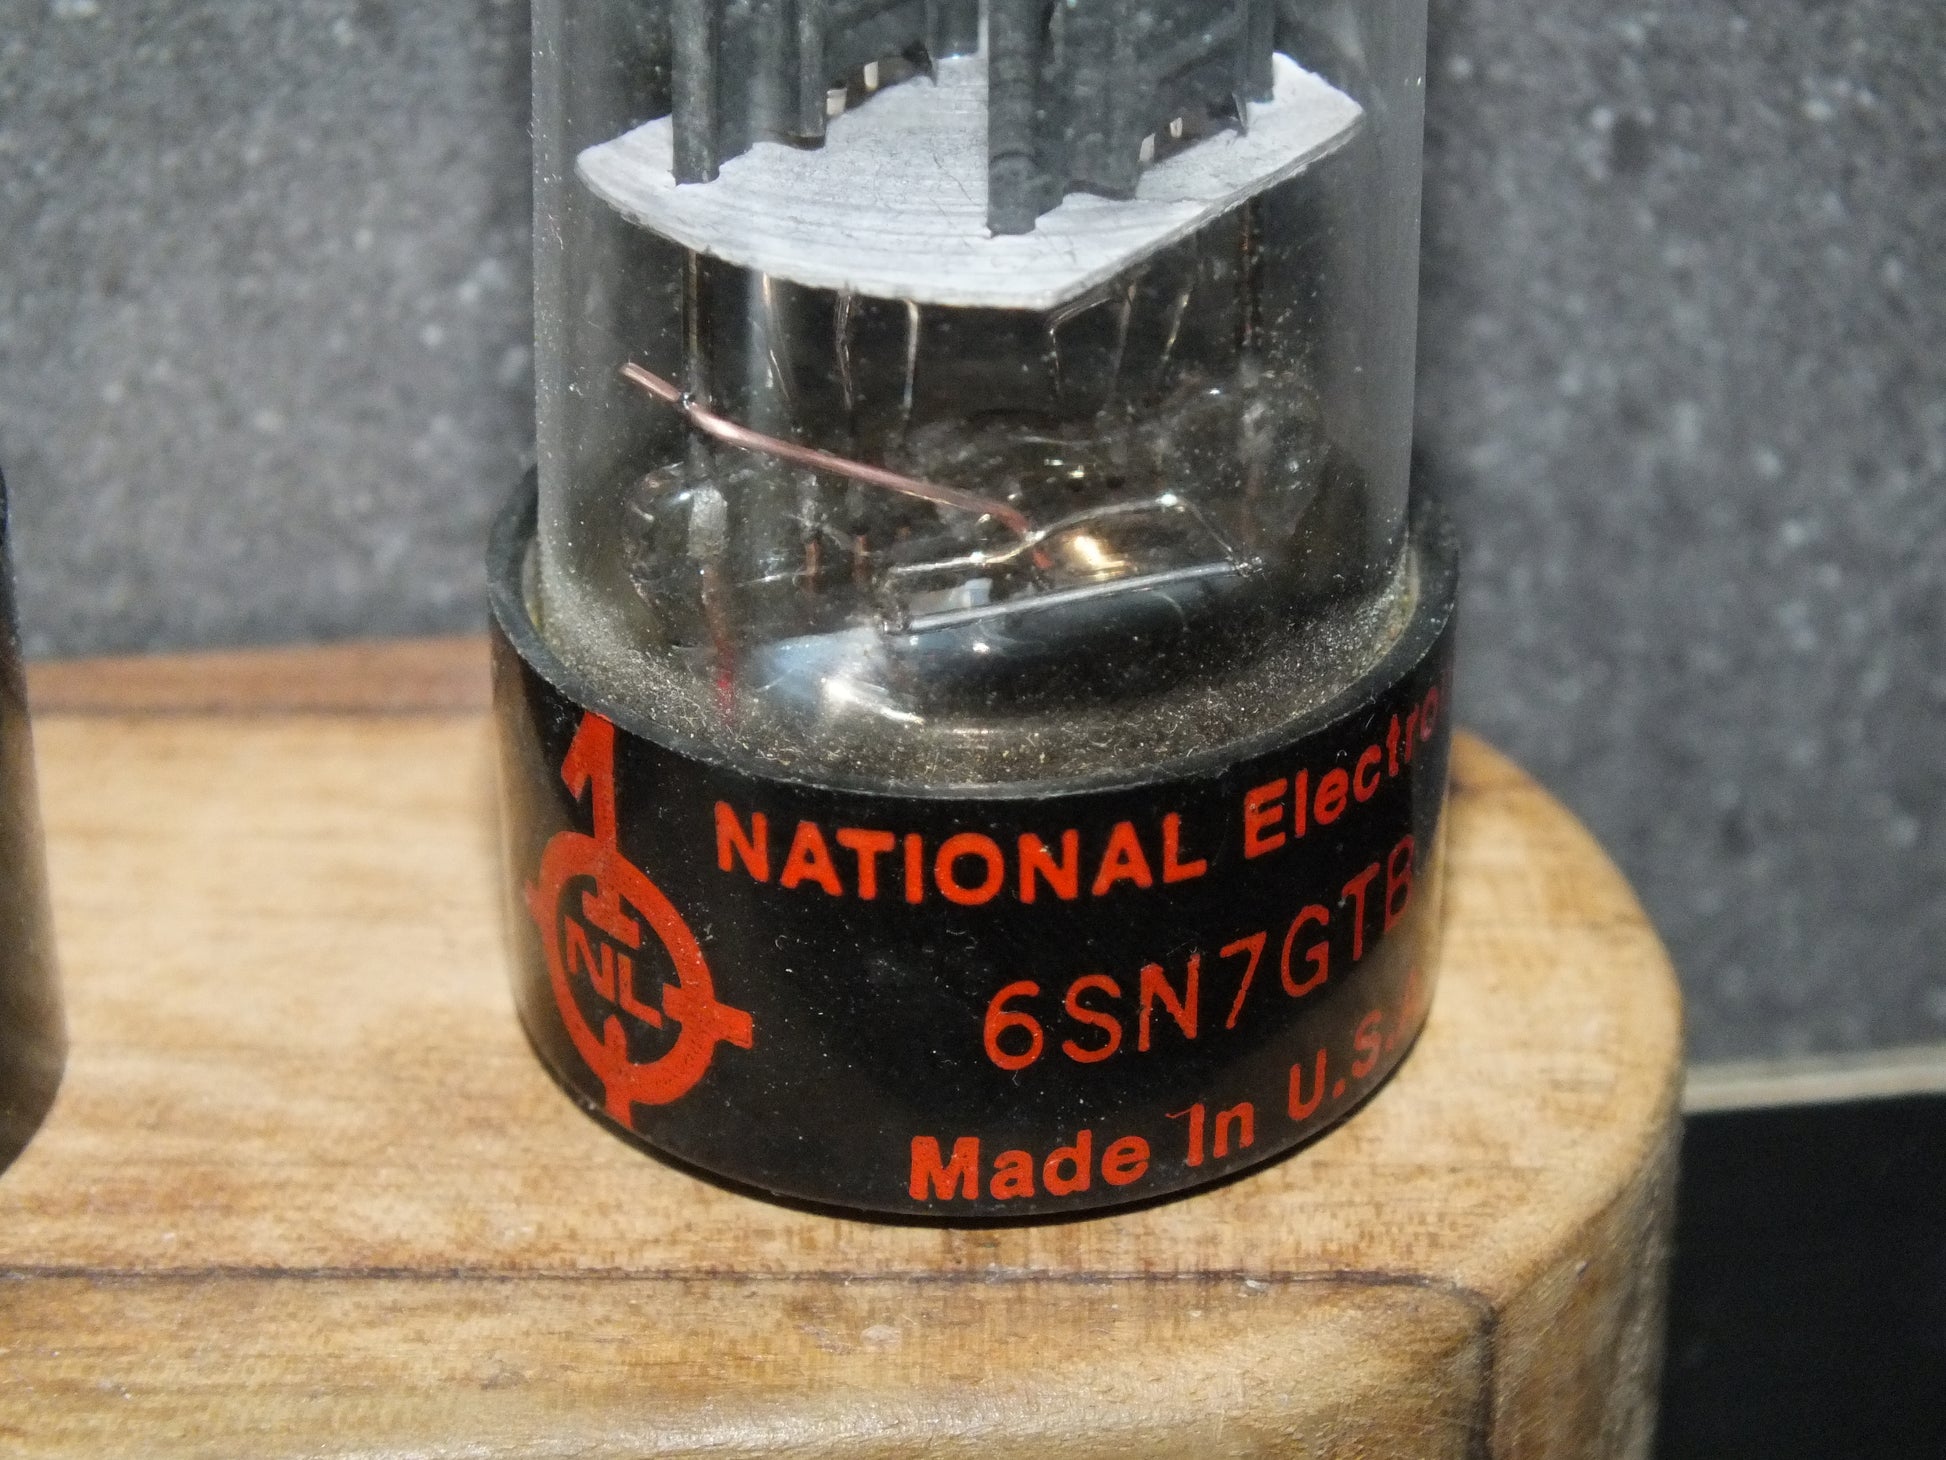 NATIONAL Electro
6SN7GTB
Made In U.S.A
NL